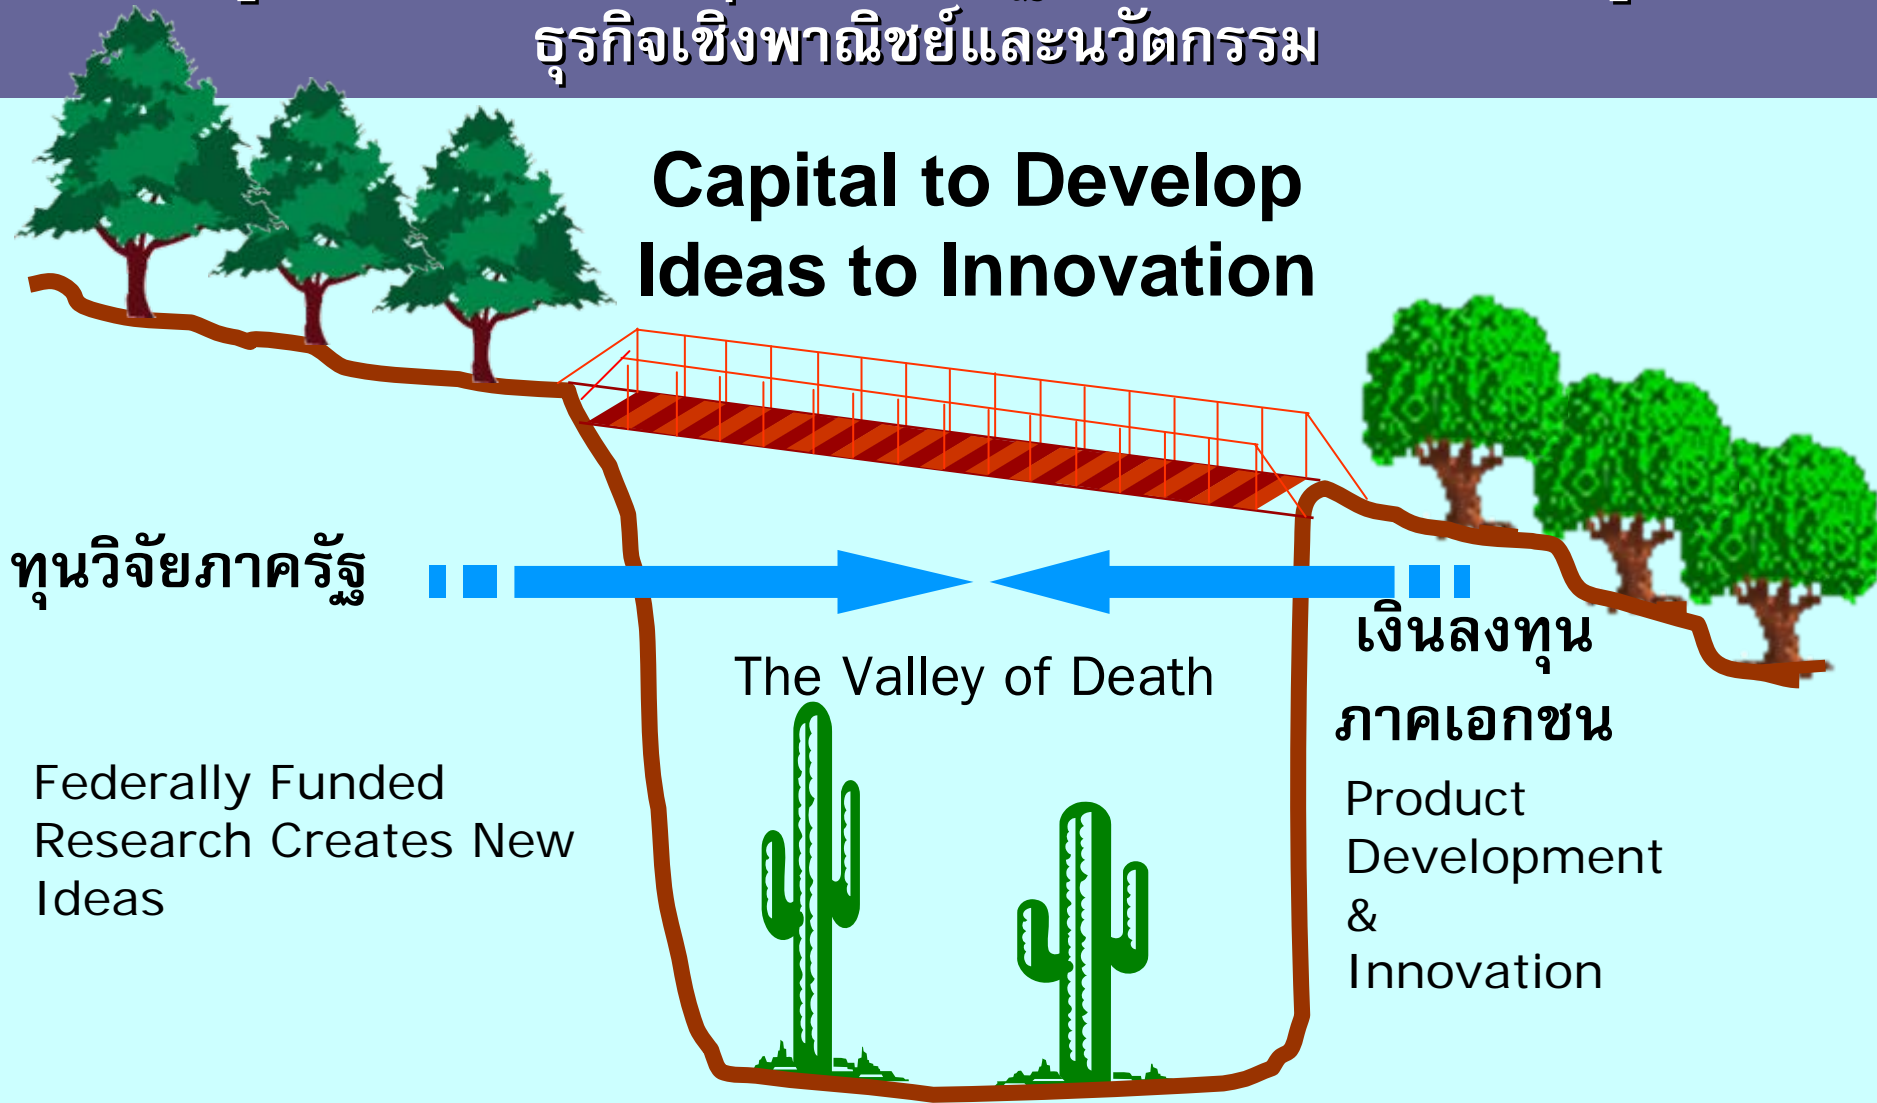 ธุรกิจเชิงพาณิชย์และนวัตกรรม
Capital to Develop
Ideas to Innovation
ทุนวิจัยภาครัฐ
เงินลงทุน
ภาคเอกชน
The Valley of Death
Federally Funded
Research Creates New
Ideas
Product
Development
&
Innovation